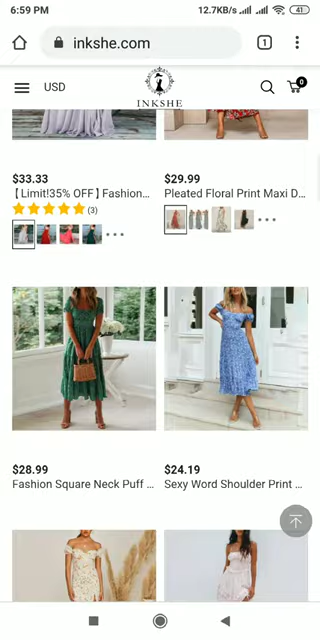 6:59 PM 12.7KB/s 41
inkshe.com 1
USD 0
INKSHE
$33.33
【Limit!35% OFF】Fashion...
(3)
$29.99
Pleated Floral Print Maxi D...
$28.99
Fashion Square Neck Puff ...
$24.19
Sexy Word Shoulder Print ...